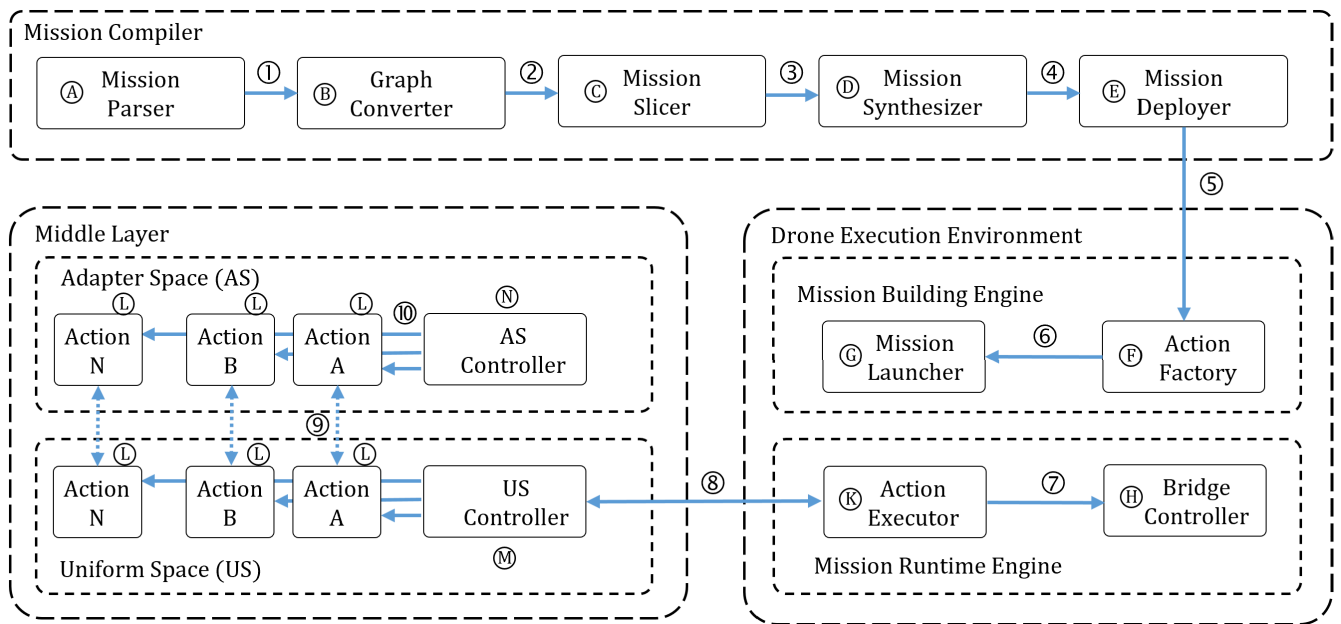 Mission Compiler
Ⓐ Mission Parser
①
Ⓑ Graph Converter
②
Ⓒ Mission Slicer
③
Ⓓ Mission Synthesizer
④
Ⓔ Mission Deployer
⑤
Middle Layer
Adapter Space (AS)
Ⓛ
Action N
Ⓛ
Action B
Ⓛ
Action A
⑩
Ⓝ
AS Controller
⑨
Ⓛ
Action N
Ⓛ
Action B
Ⓛ
Action A
US Controller
Ⓜ
Uniform Space (US)
⑧
Drone Execution Environment
Mission Building Engine
Ⓖ Mission Launcher
⑥
Ⓕ Action Factory
Ⓚ Action Executor
⑦
Ⓗ Bridge Controller
Mission Runtime Engine